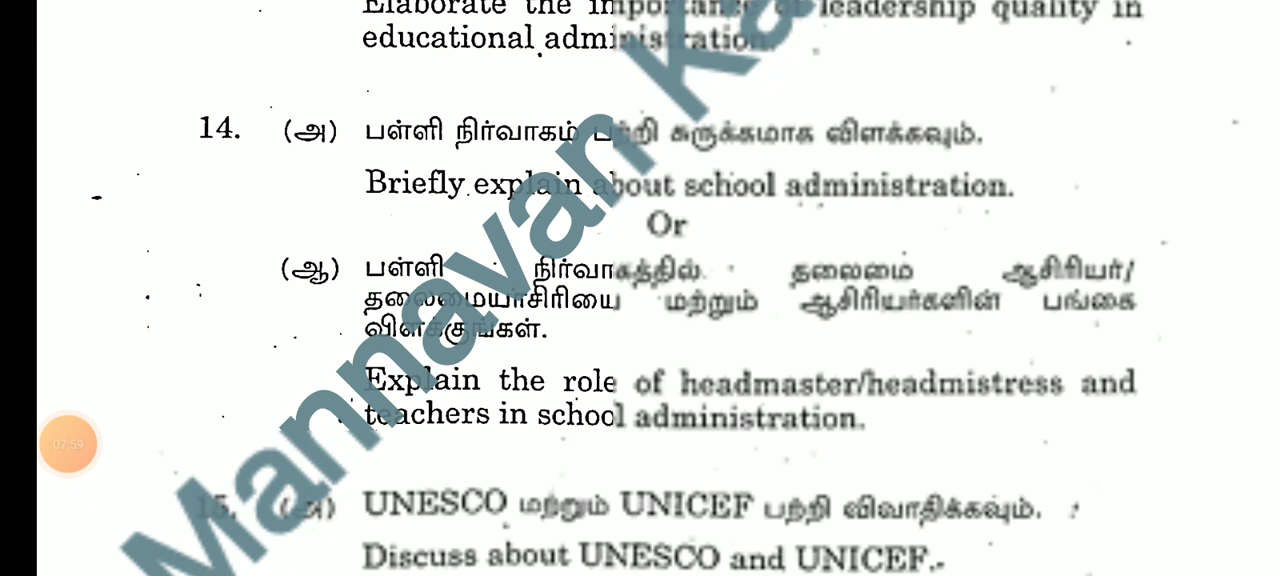 Elaborate the importance of leadership quality in
educational administration.
14. (அ) பள்ளி நிர்வாகம் பற்றி சுருக்கமாக விளக்கவும்.
Briefly explain about school administration.
Or
(ஆ) பள்ளி நிர்வாகத்தில் தலைமை ஆசிரியர்/
தலைமையாசிரியை மற்றும் ஆசிரியர்களின் பங்கை
விளக்குங்கள்.
Explain the role of headmaster/headmistress and
teachers in school administration.
07:59
15. (அ) UNESCO மற்றும் UNICEF பற்றி விவாதிக்கவும்.
Discuss about UNESCO and UNICEF.
Mannavan Ka